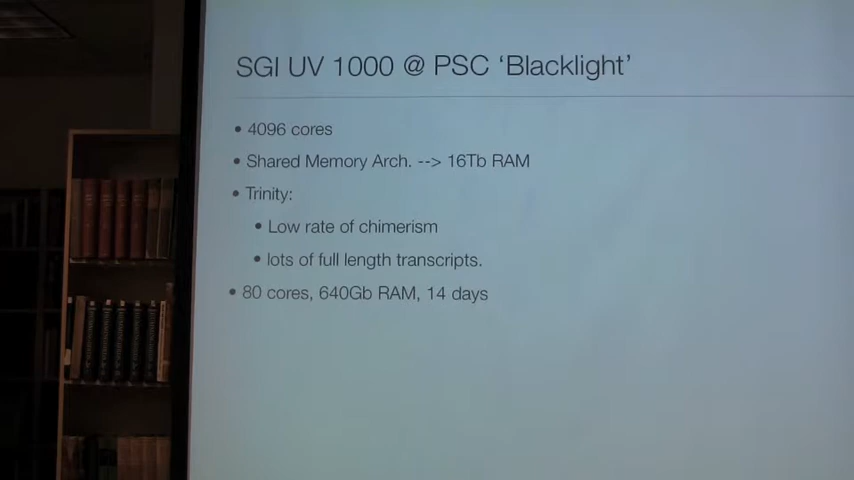 SGI UV 1000 @ PSC ‘Blacklight’
• 4096 cores
• Shared Memory Arch. --> 16Tb RAM
• Trinity:
• Low rate of chimerism
• lots of full length transcripts.
• 80 cores, 640Gb RAM, 14 days